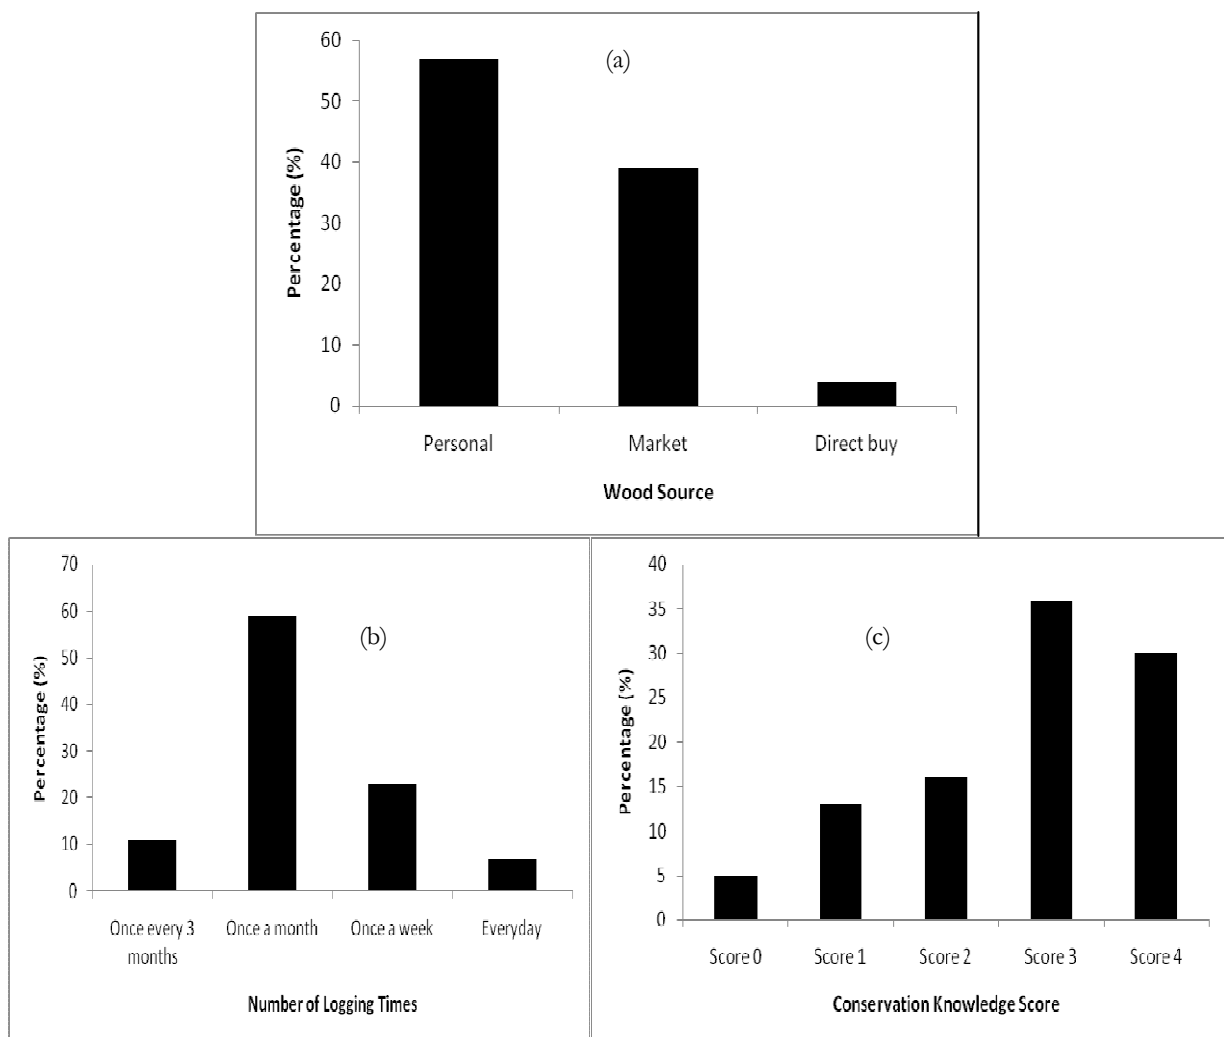 (a)
Percentage (%)
60
50
40
30
20
10
0
Personal Market Direct buy
Wood Source
(b)
Percentage (%)
70
60
50
40
30
20
10
0
Once every 3 Once a month Once a week Everyday
months
Number of Logging Times
(c)
Percentage (%)
40
35
30
25
20
15
10
5
0
Score 0 Score 1 Score 2 Score 3 Score 4
Conservation Knowledge Score